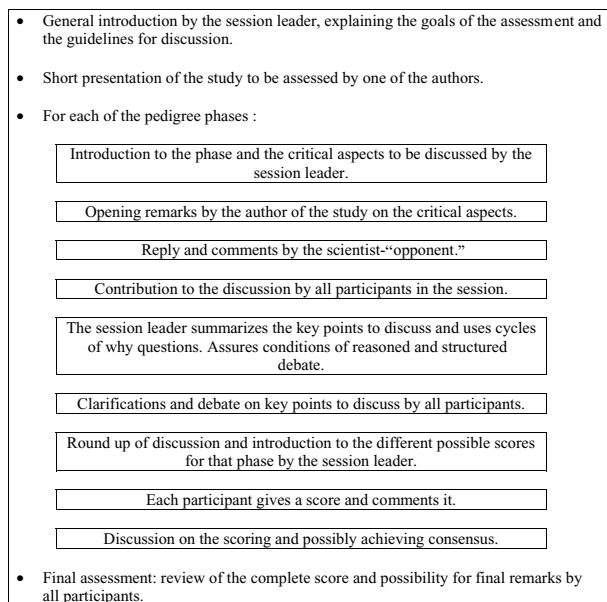 • General introduction by the session leader, explaining the goals of the assessment and
the guidelines for discussion.
• Short presentation of the study to be assessed by one of the authors.
• For each of the pedigree phases :
Introduction to the phase and the critical aspects to be discussed by the
session leader.
Opening remarks by the author of the study on the critical aspects.
Reply and comments by the scientist-“opponent.”
Contribution to the discussion by all participants in the session.
The session leader summarizes the key points to discuss and uses cycles
of why questions. Assures conditions of reasoned and structured
debate.
Clarifications and debate on key points to discuss by all participants.
Round up of discussion and introduction to the different possible scores
for that phase by the session leader.
Each participant gives a score and comments it.
Discussion on the scoring and possibly achieving consensus.
• Final assessment: review of the complete score and possibility for final remarks by
all participants.